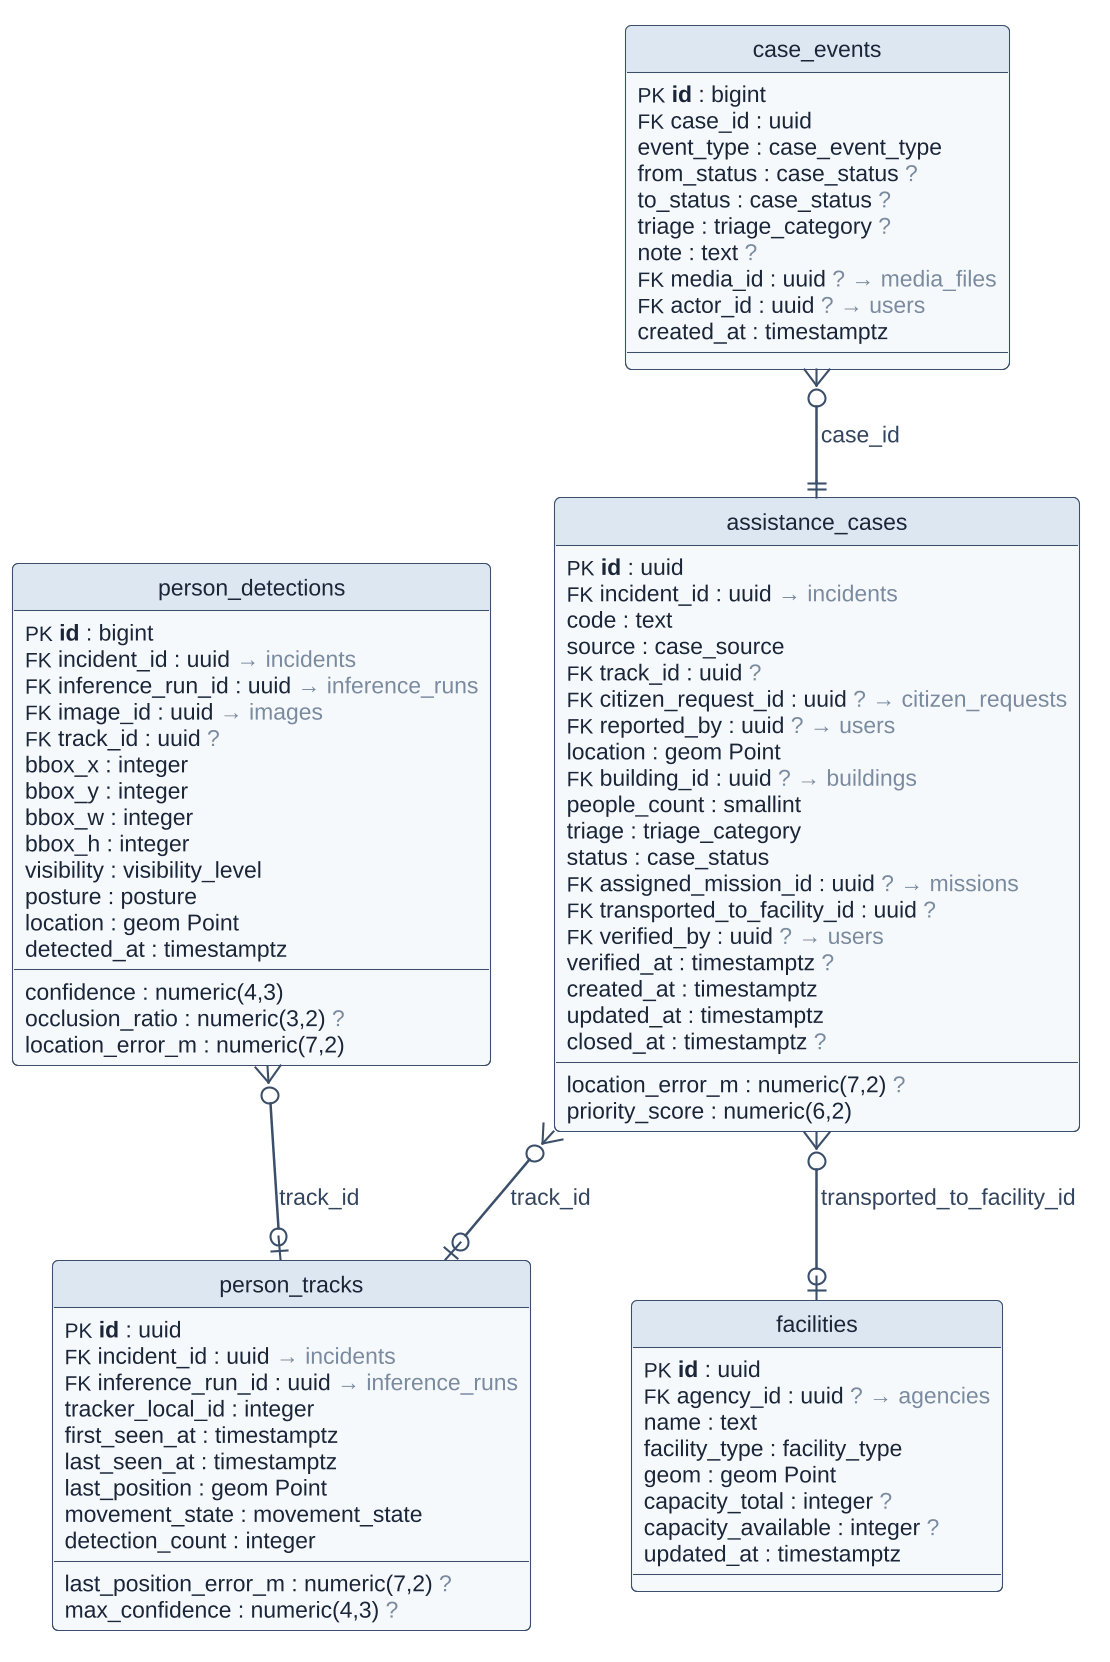 case_events
PK id : bigint
FK case_id : uuid
event_type : case_event_type
from_status : case_status ?
to_status : case_status ?
triage : triage_category ?
note : text ?
FK media_id : uuid ? → media_files
FK actor_id : uuid ? → users
created_at : timestamptz
case_id
assistance_cases
PK id : uuid
FK incident_id : uuid → incidents
code : text
source : case_source
FK track_id : uuid ?
FK citizen_request_id : uuid ? → citizen_requests
FK reported_by : uuid ? → users
location : geom Point
FK building_id : uuid ? → buildings
people_count : smallint
triage : triage_category
status : case_status
FK assigned_mission_id : uuid ? → missions
FK transported_to_facility_id : uuid ?
FK verified_by : uuid ? → users
verified_at : timestamptz ?
created_at : timestamptz
updated_at : timestamptz
closed_at : timestamptz ?
location_error_m : numeric(7,2) ?
priority_score : numeric(6,2)
person_detections
PK id : bigint
FK incident_id : uuid → incidents
FK inference_run_id : uuid → inference_runs
FK image_id : uuid → images
FK track_id : uuid ?
bbox_x : integer
bbox_y : integer
bbox_w : integer
bbox_h : integer
visibility : visibility_level
posture : posture
location : geom Point
detected_at : timestamptz
confidence : numeric(4,3)
occlusion_ratio : numeric(3,2) ?
location_error_m : numeric(7,2)
track_id
track_id
transported_to_facility_id
person_tracks
PK id : uuid
FK incident_id : uuid → incidents
FK inference_run_id : uuid → inference_runs
tracker_local_id : integer
first_seen_at : timestamptz
last_seen_at : timestamptz
last_position : geom Point
movement_state : movement_state
detection_count : integer
last_position_error_m : numeric(7,2) ?
max_confidence : numeric(4,3) ?
facilities
PK id : uuid
FK agency_id : uuid ? → agencies
name : text
facility_type : facility_type
geom : geom Point
capacity_total : integer ?
capacity_available : integer ?
updated_at : timestamptz